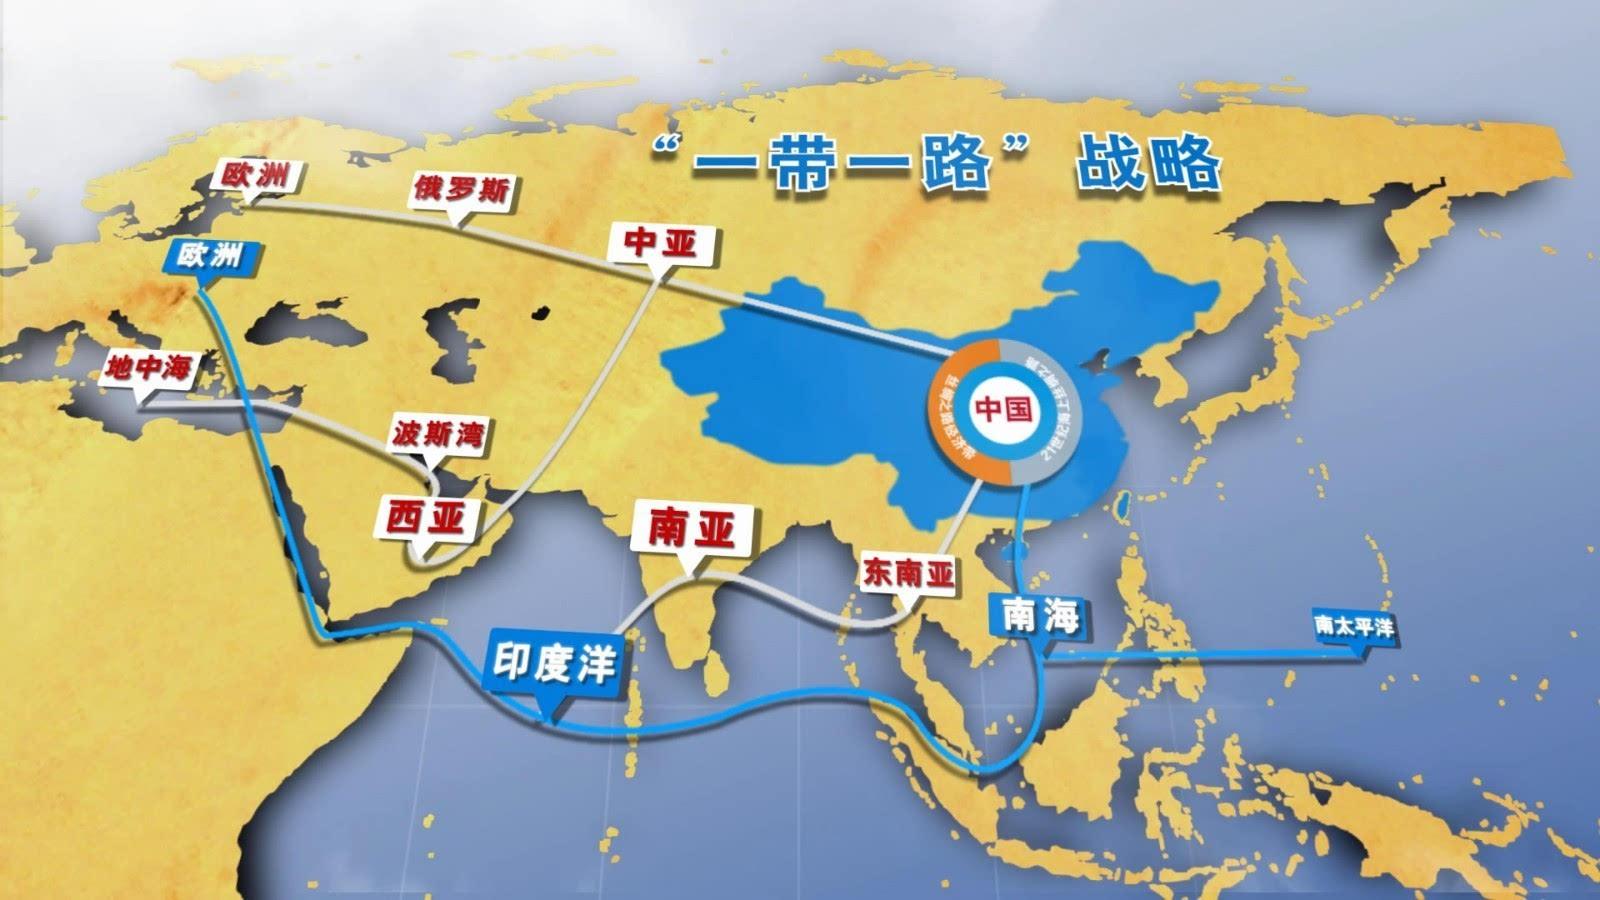 “一带一路”战略
欧洲
俄罗斯
中亚
欧洲
地中海
波斯湾
西亚
南亚
东南亚
中国
丝绸之路经济带
21世纪海上丝绸之路
印度洋
南海
南太平洋